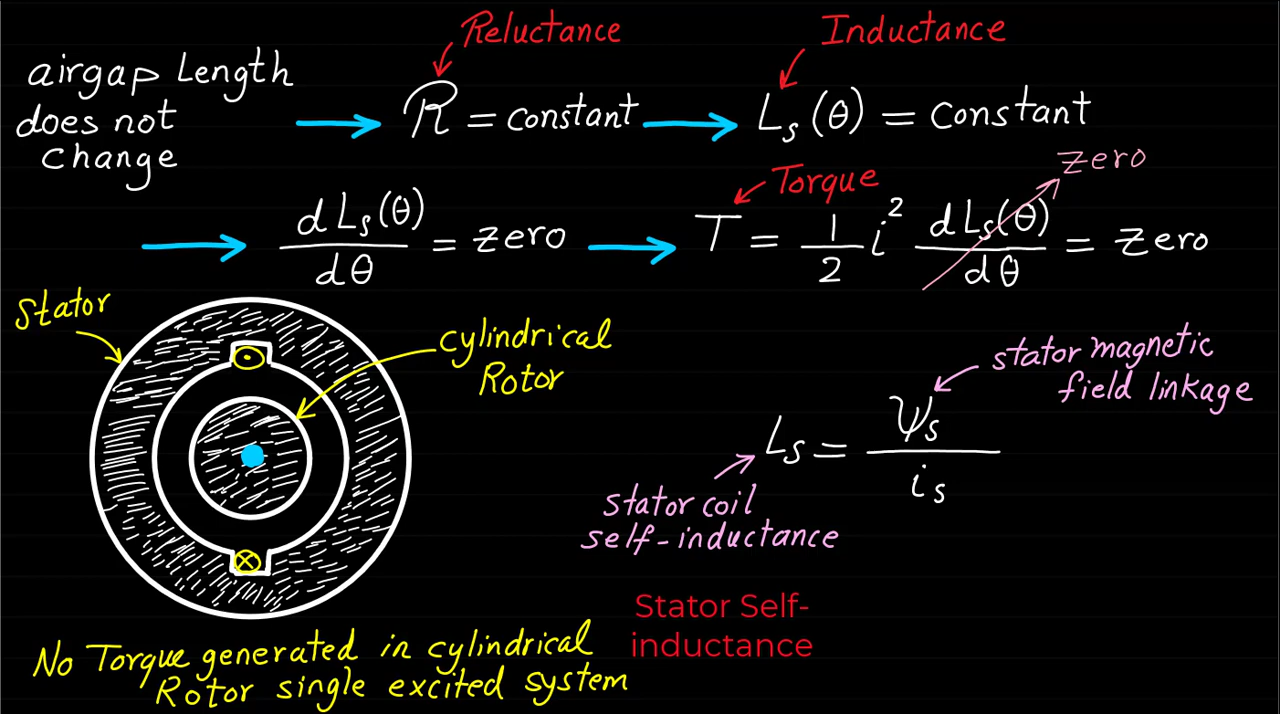 Reluctance
Inductance
airgap Length
does not
change
ℛ = constant
Ls (θ) = constant
zero
Torque
d Ls (θ) / dθ = zero
T = 1/2 i² d Ls(θ) / dθ = zero
Stator
cylindrical
Rotor
stator magnetic
field linkage
Ls = ψs / is
stator coil
self-inductance
Stator Self-
inductance
No Torque generated in cylindrical
Rotor single excited system